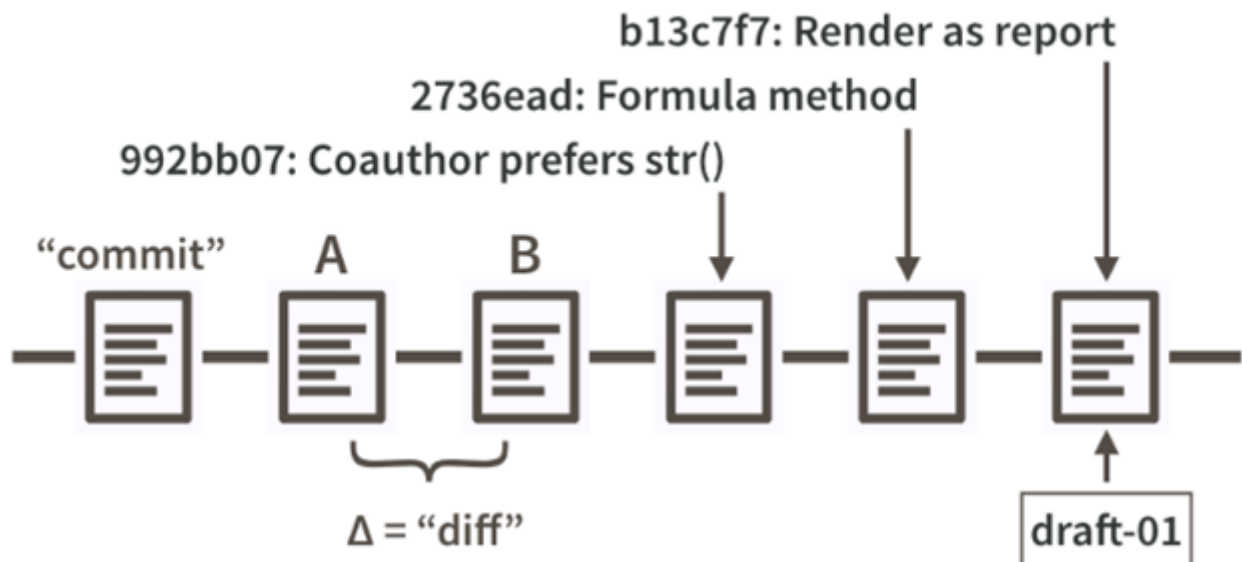 b13c7f7: Render as report
2736ead: Formula method
992bb07: Coauthor prefers str()
“commit” A B
Δ = “diff”
draft-01